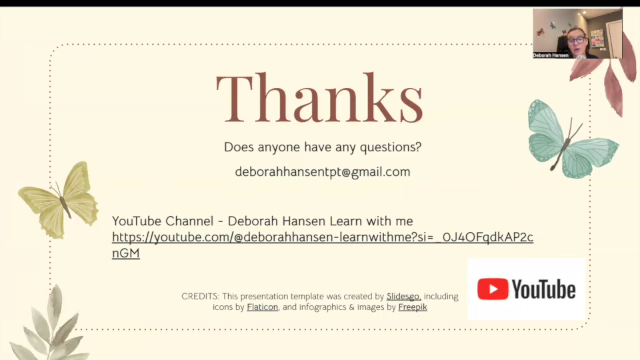 Deborah Hansen
Thanks
Does anyone have any questions?
deborahhansentpt@gmail.com
YouTube Channel - Deborah Hansen Learn with me
https://youtube.com/@deborahhansen-learnwithme?si=_0J4OFqdkAP2c
nGM
YouTube
CREDITS: This presentation template was created by Slidesgo, including
icons by Flaticon, and infographics & images by Freepik